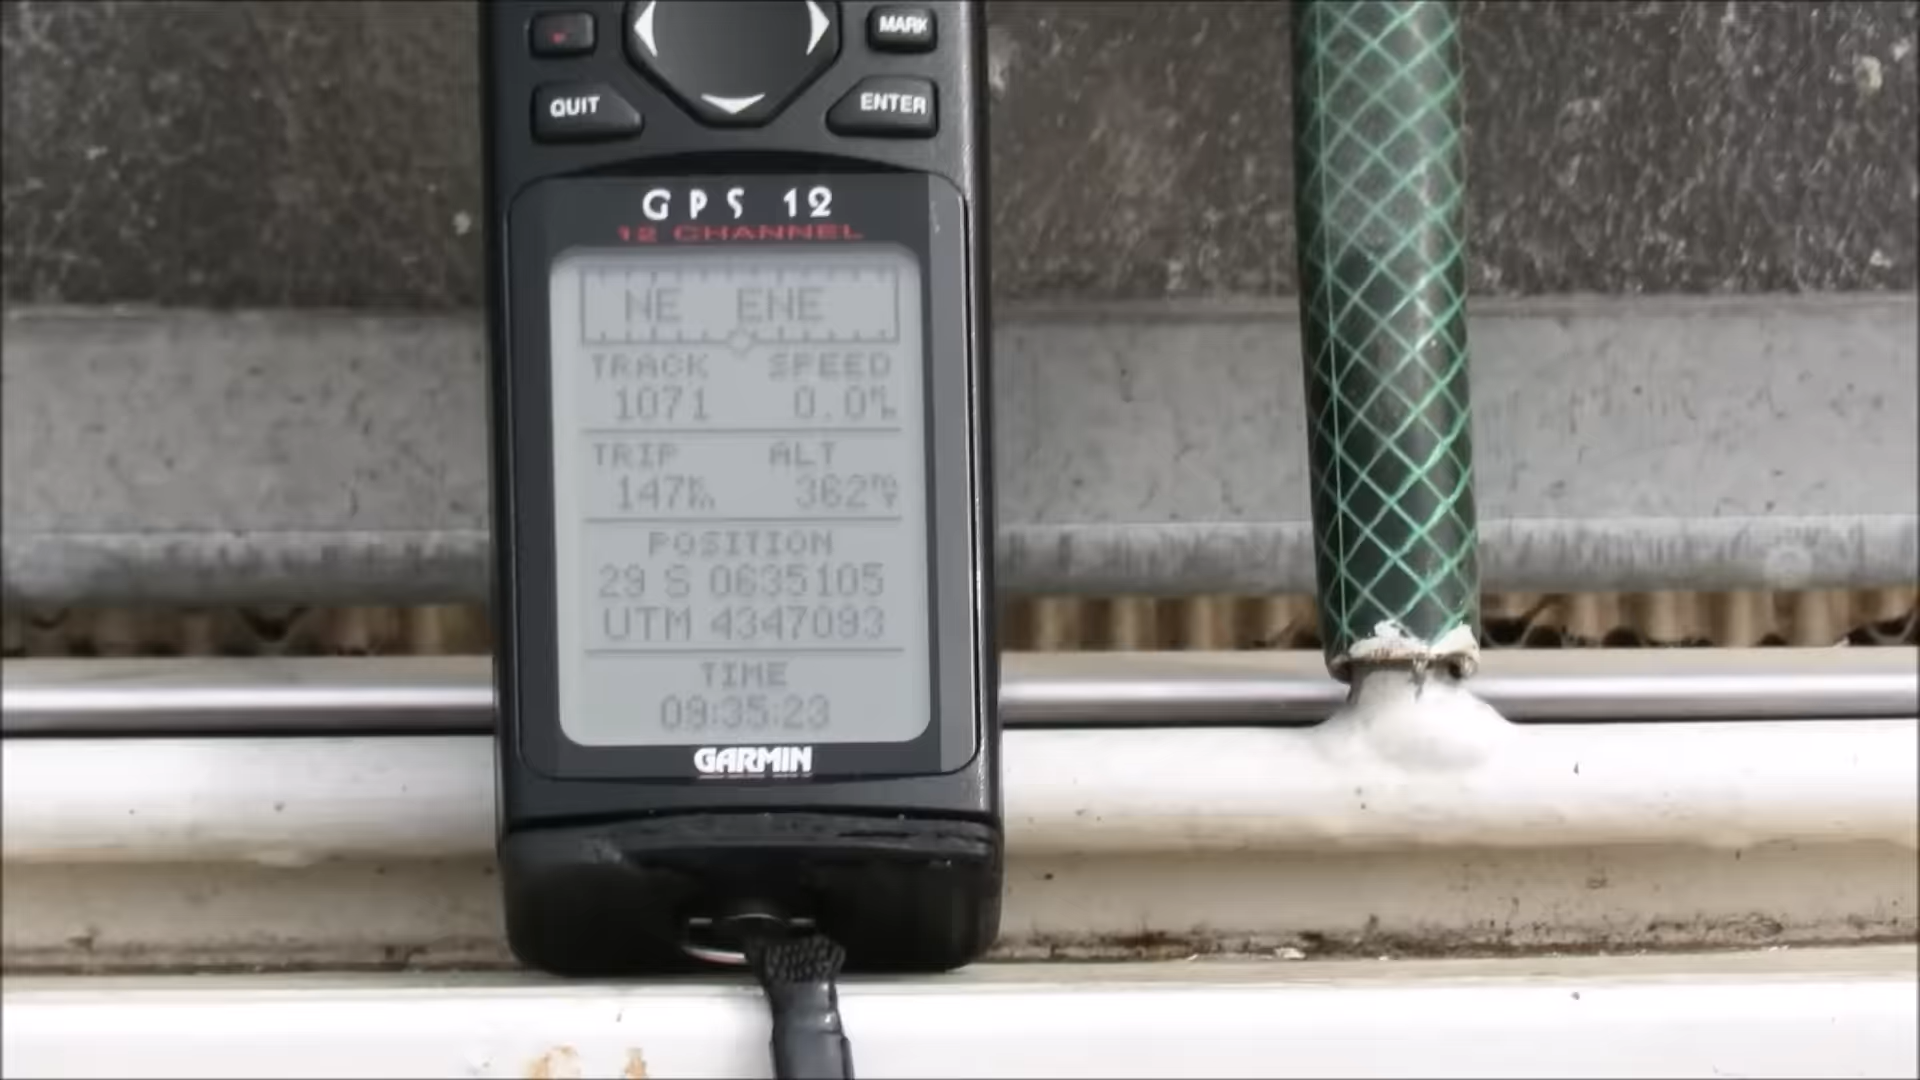 MARK
QUIT
ENTER
GPS 12
12 CHANNEL
NE ENE
TRACK SPEED
1071 0.0
TRIP ALT
147 362
POSITION
29 S 0635105
UTM 4347093
TIME
09:35:23
GARMIN